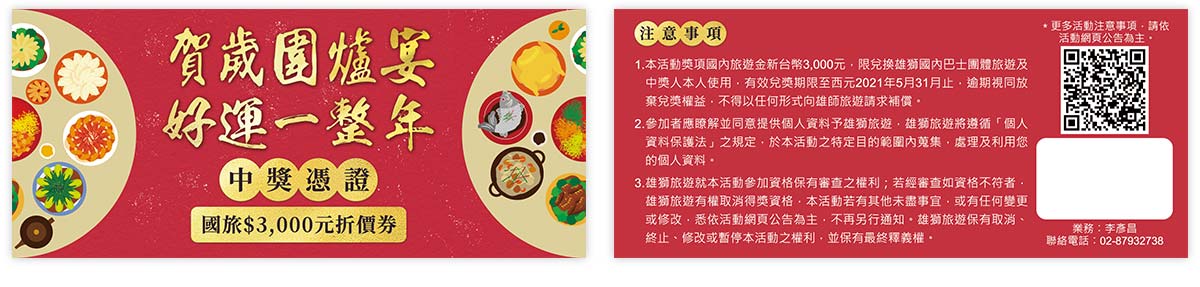 賀歲圍爐宴
好運一整年
中獎憑證
國旅$3,000元折價券
注意事項
1.本活動獎項國內旅遊金新台幣3,000元，限兌換雄獅國內巴士團體旅遊及
中獎人本人使用，有效兌獎期限至西元2021年5月31月止，逾期視同放
棄兌獎權益，不得以任何形式向雄師旅遊請求補償。
2.參加者應瞭解並同意提供個人資料予雄獅旅遊，雄獅旅遊將遵循「個人
資料保護法」之規定，於本活動之特定目的範圍內蒐集，處理及利用您
的個人資料。
3.雄獅旅遊就本活動參加資格保有審查之權利；若經審查如資格不符者，
雄獅旅遊有權取消得獎資格，本活動若有其他未盡事宜，或有任何變更
或修改，悉依活動網頁公告為主，不再另行通知。雄獅旅遊保有取消、
終止、修改或暫停本活動之權利，並保有最終釋義權。
*更多活動注意事項，請依
活動網頁公告為主。
業務：李彥昌
聯絡電話：02-87932738